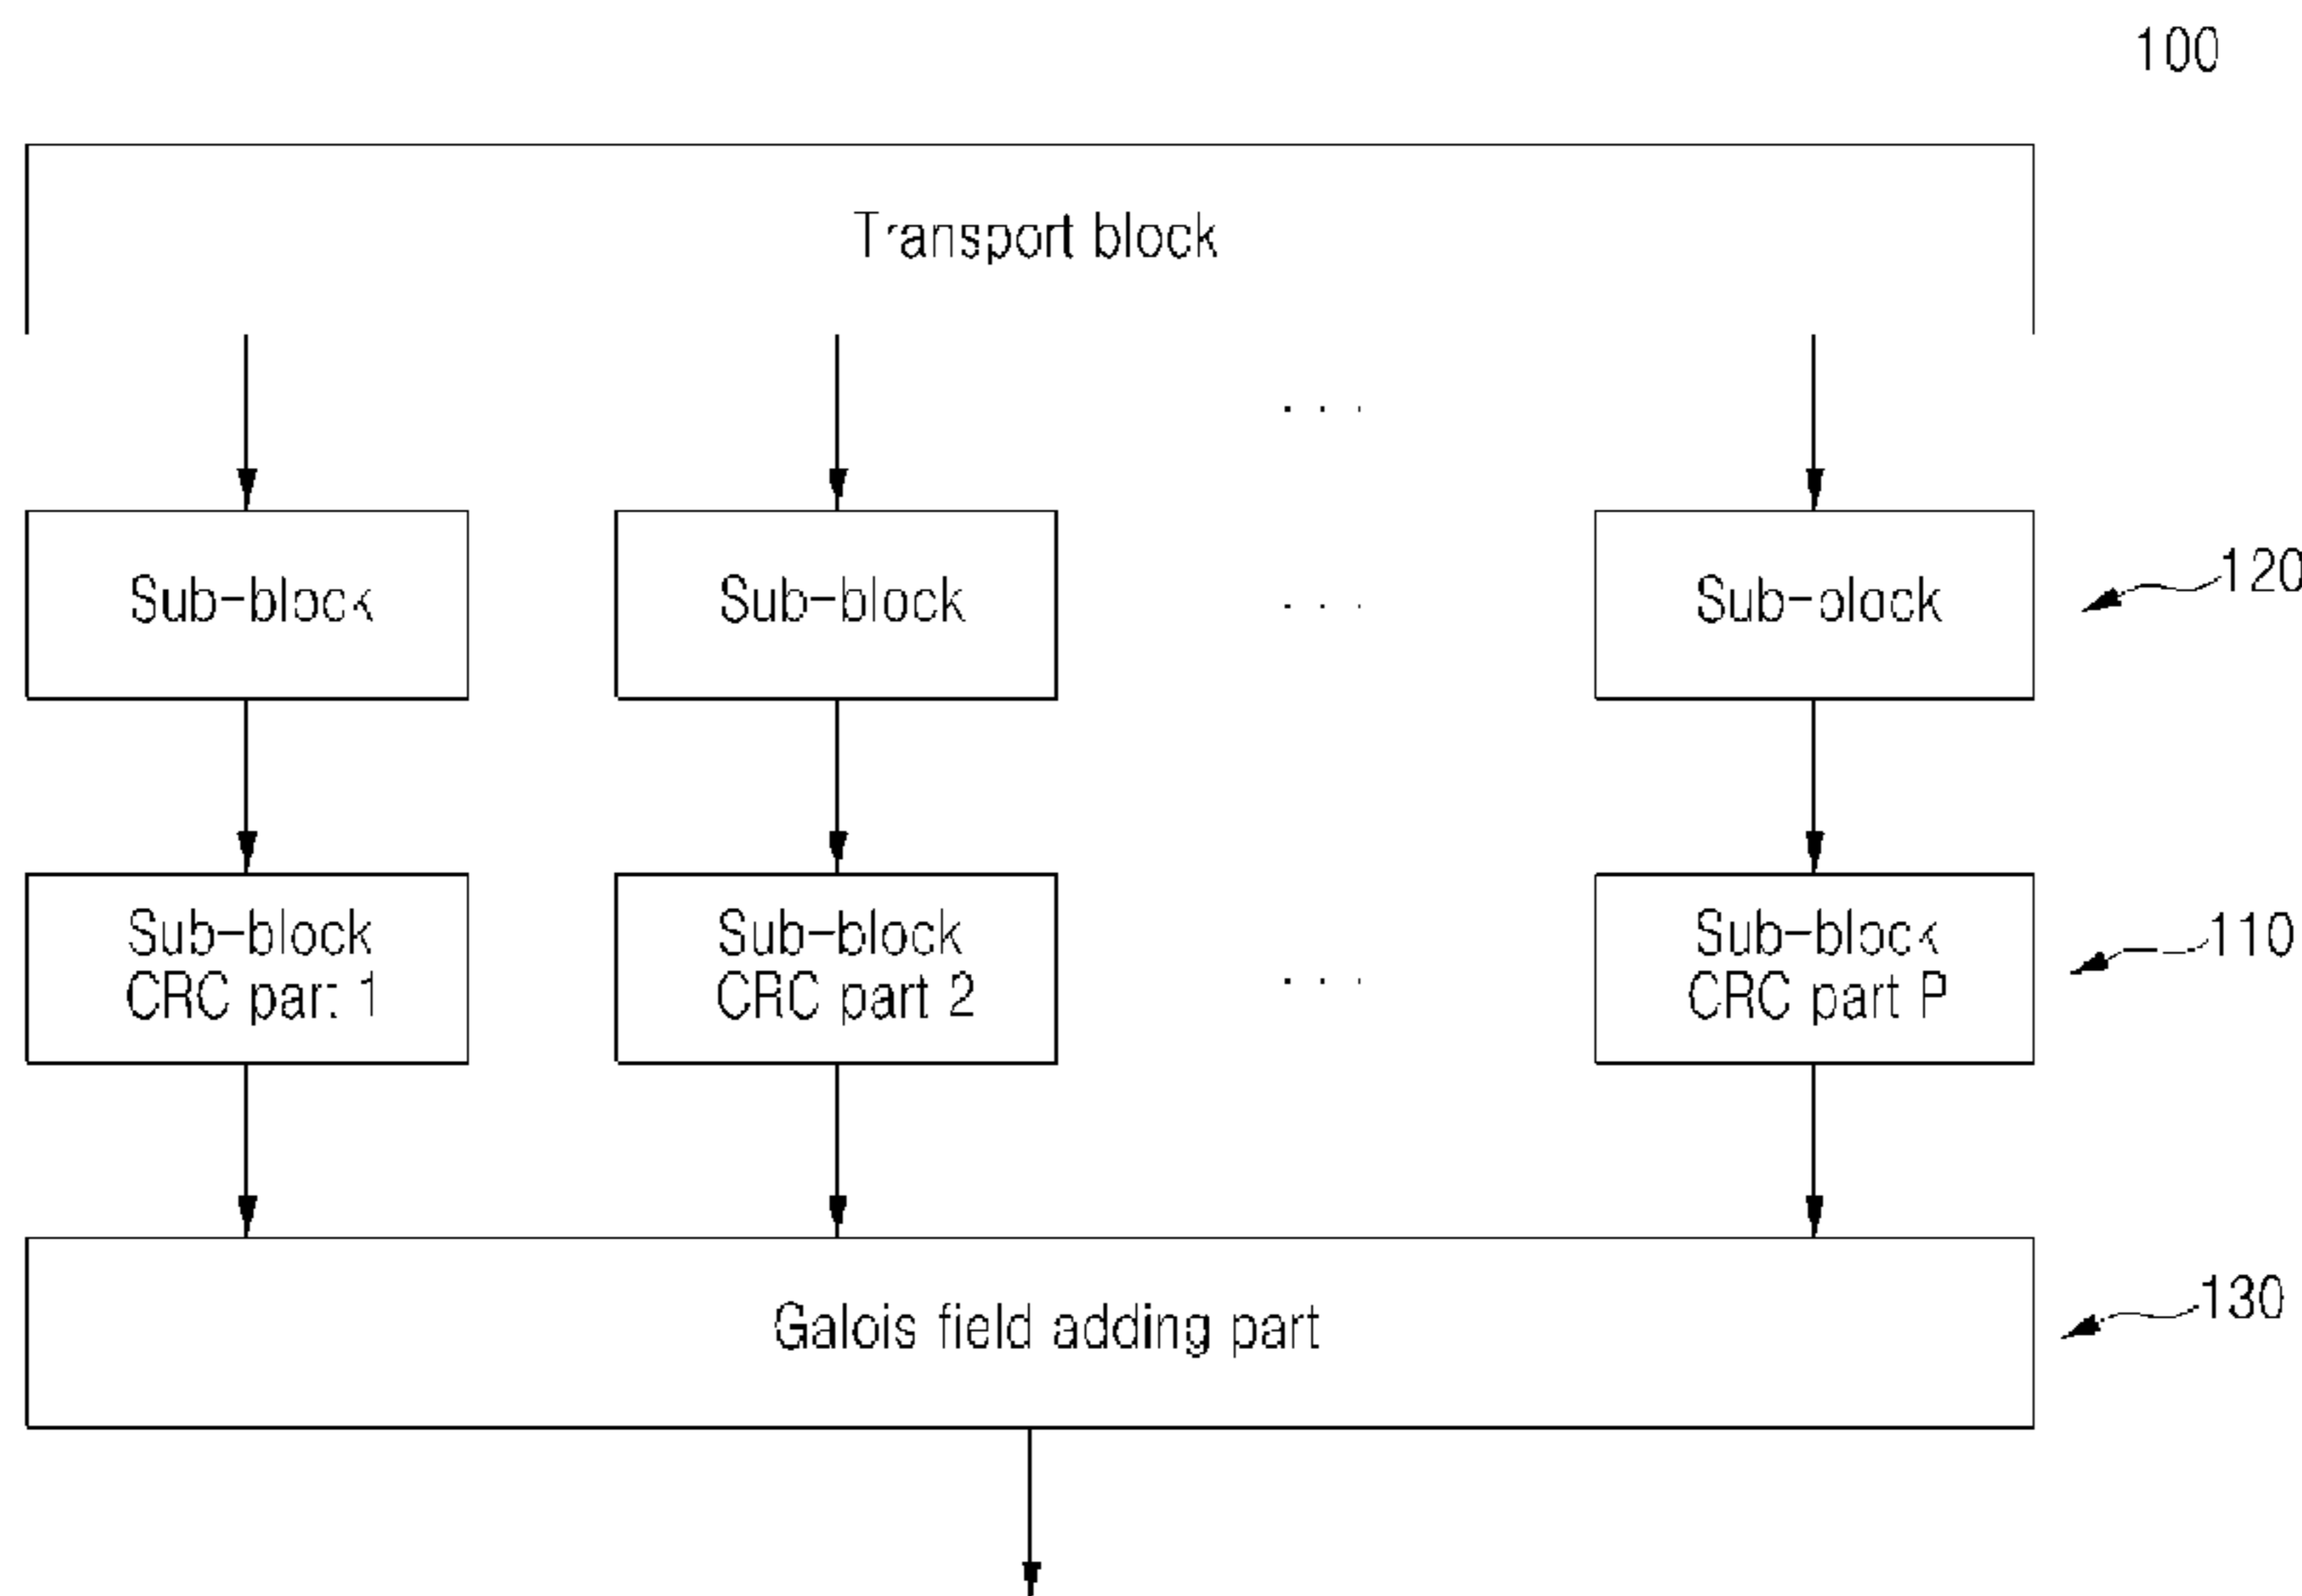 100
Transport block
. . .
Sub-block
Sub-block
. . .
Sub-block
120
Sub-block
CRC part 1
Sub-block
CRC part 2
. . .
Sub-block
CRC part P
110
Galois field adding part
130